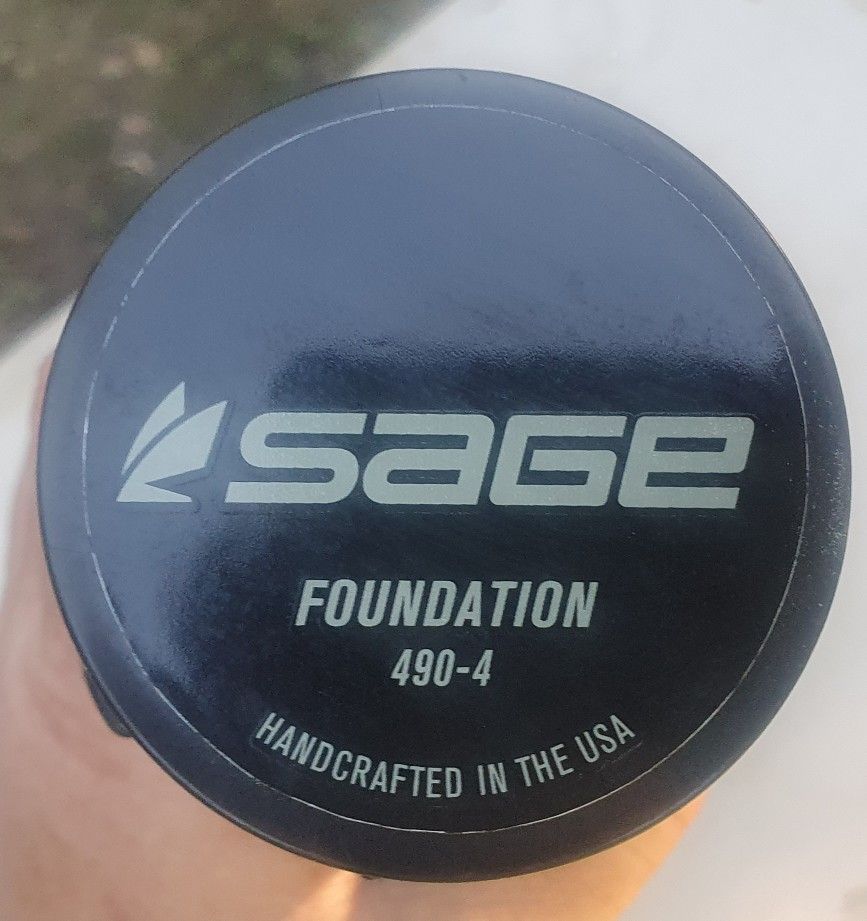 sage
FOUNDATION
490-4
HANDCRAFTED IN THE USA